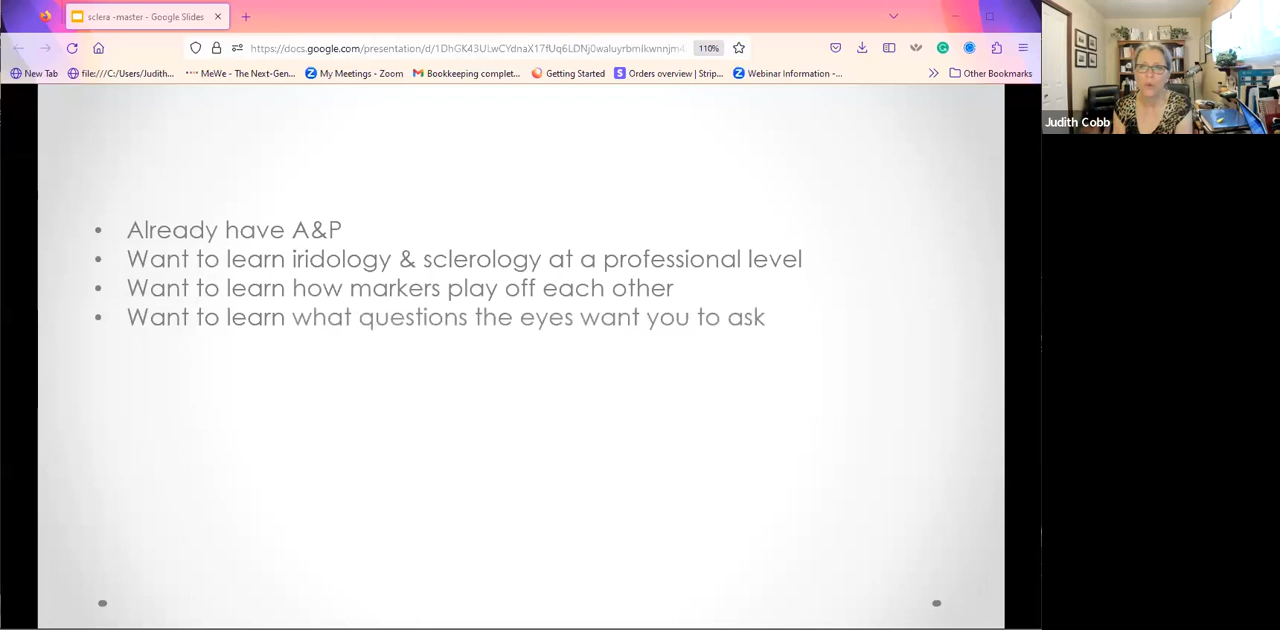 sclera -master - Google Slides
https://docs.google.com/presentation/d/
110%
New Tab
file:///C:/Users/Judith...
MeWe - The Next-Gen...
My Meetings - Zoom
Bookkeeping complet...
Getting Started
Orders overview | Strip...
Webinar Information -...
Other Bookmarks
Judith Cobb
• Already have A&P
• Want to learn iridology & sclerology at a professional level
• Want to learn how markers play off each other
• Want to learn what questions the eyes want you to ask